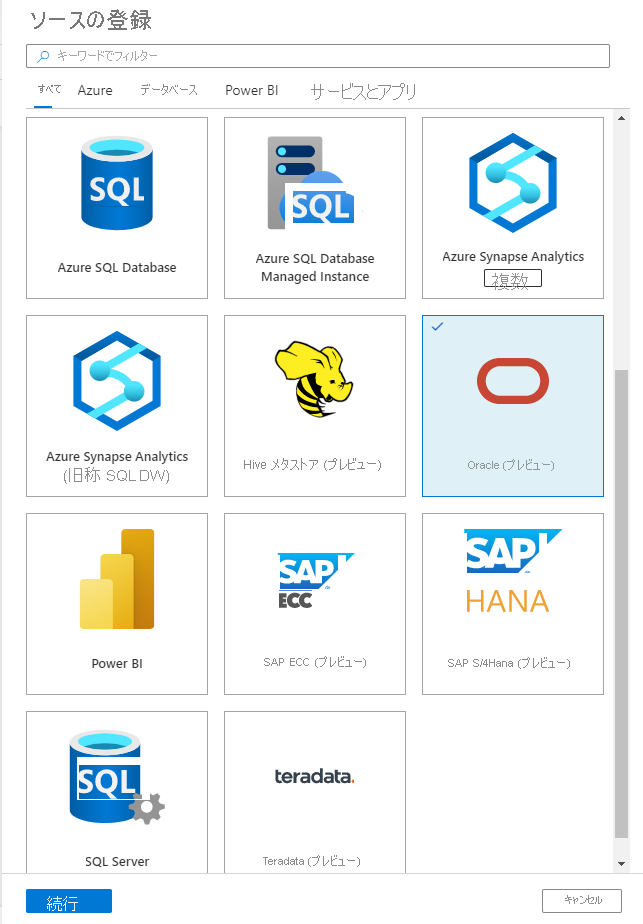 ソースの登録
キーワードでフィルター
すべて Azure データベース Power BI サービスとアプリ
SQL
Azure SQL Database
SQL
Azure SQL Database
Managed Instance
Azure Synapse Analytics
複数
Azure Synapse Analytics
(旧称 SQL DW)
Hive メタストア (プレビュー)
Oracle (プレビュー)
Power BI
SAP
ECC
SAP ECC (プレビュー)
SAP
HANA
SAP S/4Hana (プレビュー)
SQL
SQL Server
teradata.
Teradata (プレビュー)
続行
キャンセル